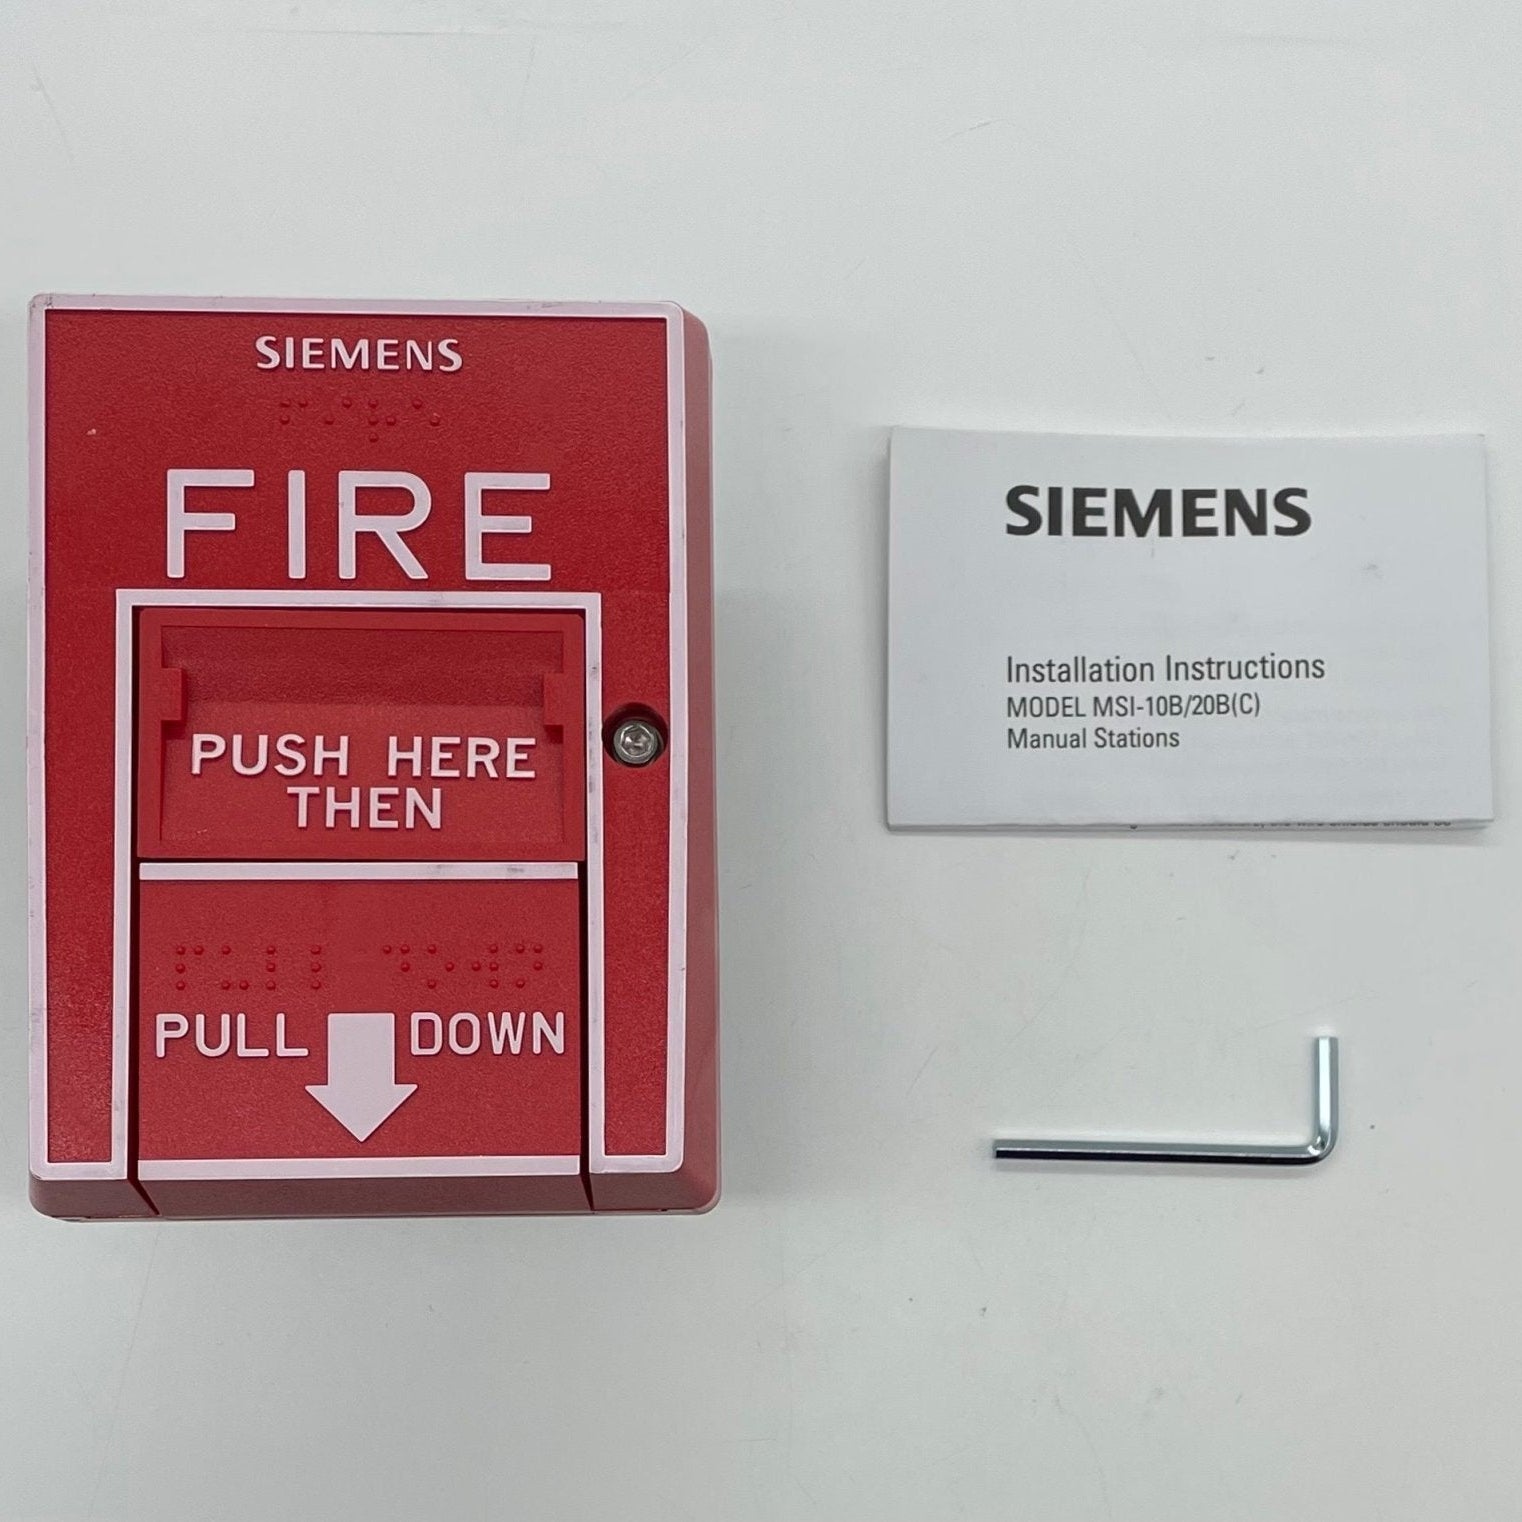 SIEMENS
FIRE
PUSH HERE
THEN
PULL DOWN
SIEMENS
Installation Instructions
MODEL MSI-10B/20B(C)
Manual Stations